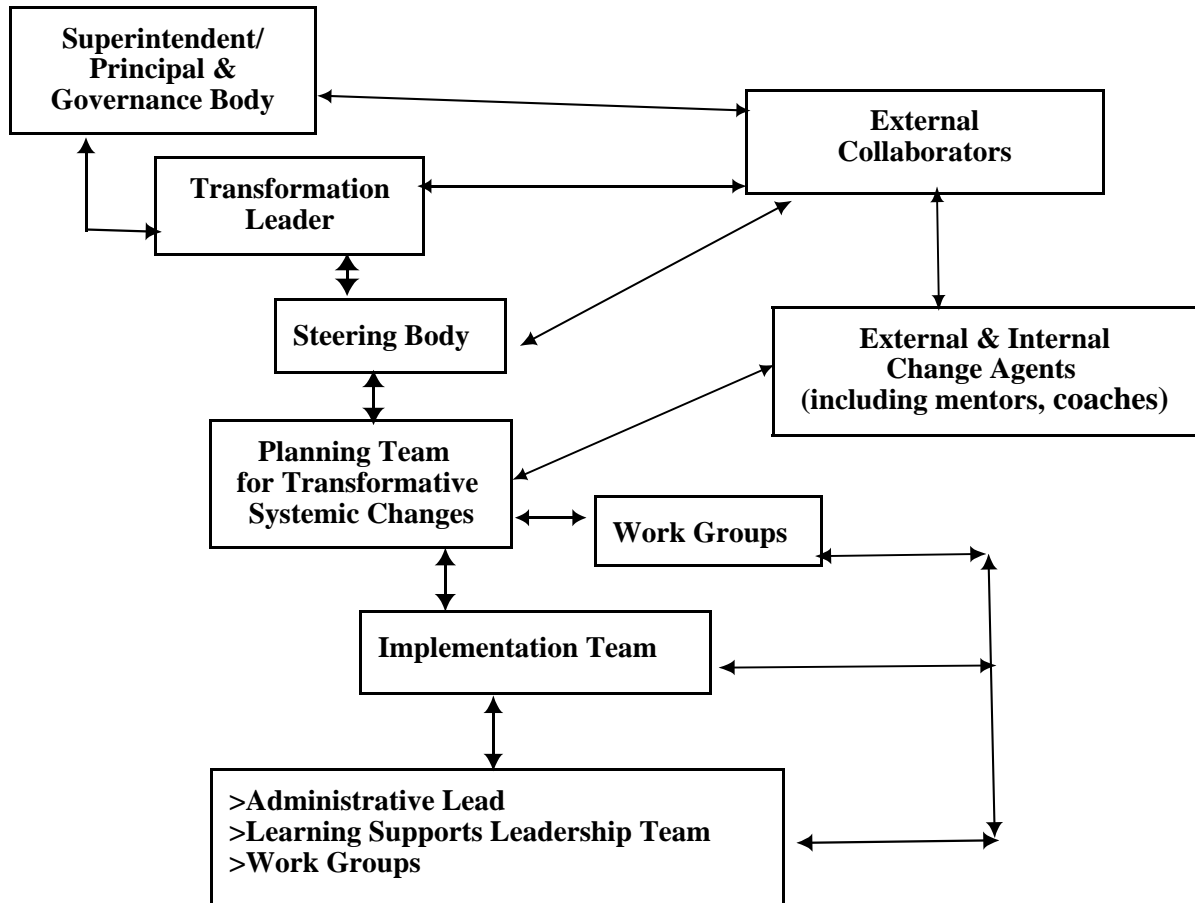 Superintendent/
Principal &
Governance Body
External
Collaborators
Transformation
Leader
Steering Body
External & Internal
Change Agents
(including mentors, coaches)
Planning Team
for Transformative
Systemic Changes
Work Groups
Implementation Team
>Administrative Lead
>Learning Supports Leadership Team
>Work Groups